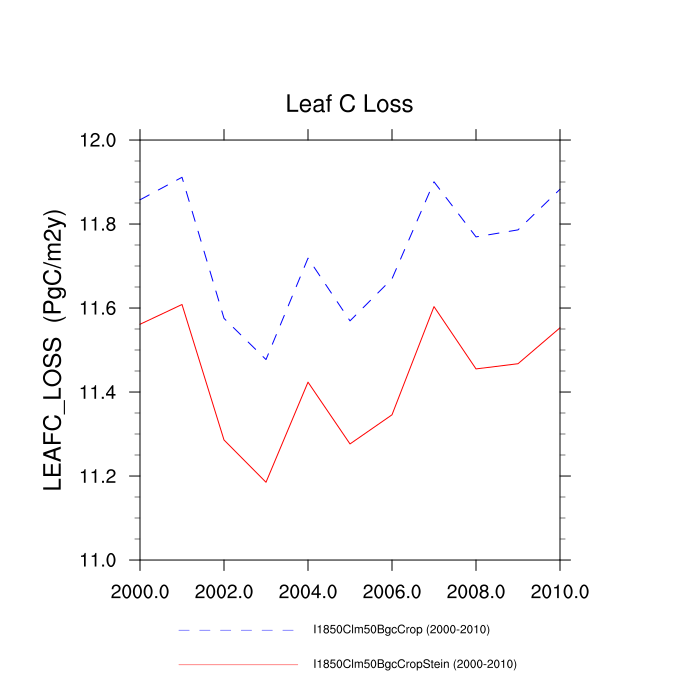 Leaf C Loss
LEAFC_LOSS  (PgC/m2y)
12.0
11.8
11.6
11.4
11.2
11.0
2000.0 2002.0 2004.0 2006.0 2008.0 2010.0
I1850Clm50BgcCrop (2000-2010)
I1850Clm50BgcCropStein (2000-2010)